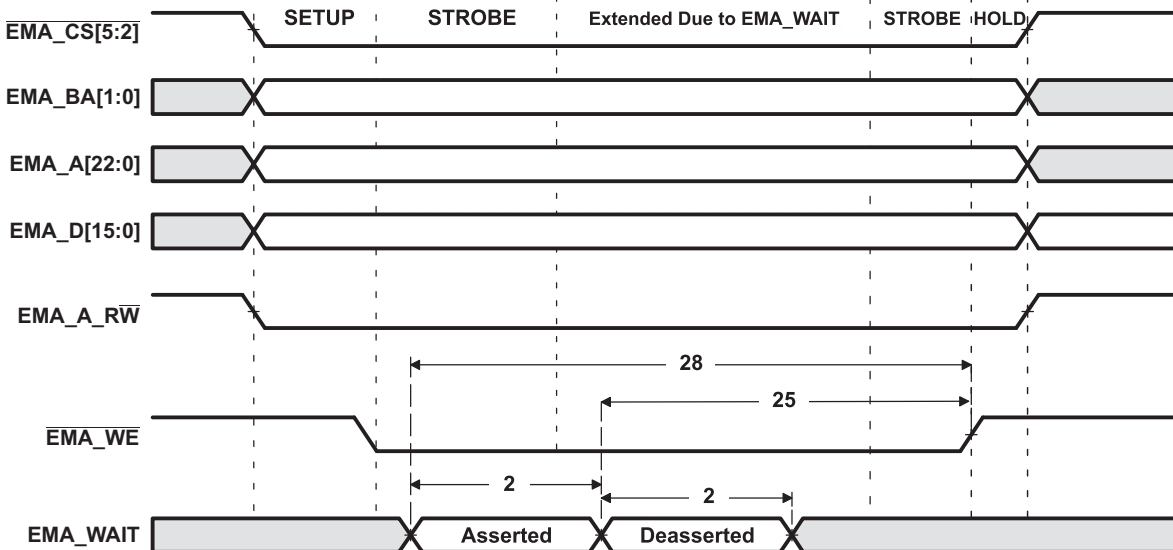 SETUP STROBE Extended Due to EMA_WAIT STROBE HOLD
EMA_CS[5:2]
EMA_BA[1:0]
EMA_A[22:0]
EMA_D[15:0]
EMA_A_RW
28
25
EMA_WE
2
2
EMA_WAIT Asserted Deasserted